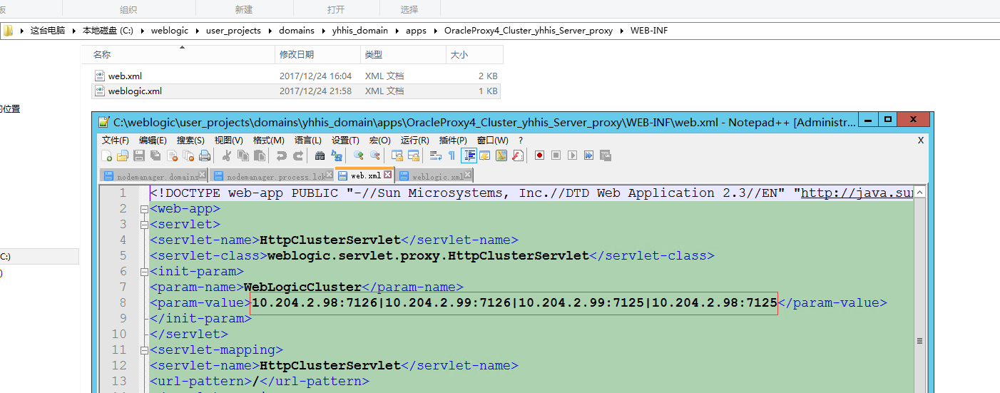 板 组织 新建 打开 选择
这台电脑 本地磁盘 (C:) weblogic user_projects domains yhhis_domain apps OracleProxy4_Cluster_yhhis_Server_proxy WEB-INF
名称 修改日期 类型 大小
web.xml 2017/12/24 16:04 XML 文档 2 KB
weblogic.xml 2017/12/24 21:58 XML 文档 1 KB
的位置
C:\weblogic\user_projects\domains\yhhis_domain\apps\OracleProxy4_Cluster_yhhis_Server_proxy\WEB-INF\web.xml - Notepad++ [Administr...
文件(F) 编辑(E) 搜索(S) 视图(V) 格式(M) 语言(L) 设置(T) 宏(O) 运行(R) 插件(P) 窗口(W) ? X
nodemanager.domains nodemanager.process.lck web.xml weblogic.xml
1 <!DOCTYPE web-app PUBLIC "-//Sun Microsystems, Inc.//DTD Web Application 2.3//EN" "http://java.sun
2 <web-app>
3 <servlet>
4 <servlet-name>HttpClusterServlet</servlet-name>
5 <servlet-class>weblogic.servlet.proxy.HttpClusterServlet</servlet-class>
C:)
6 <init-param>
)
7 <param-name>WebLogicCluster</param-name>
8 <param-value>10.204.2.98:7126|10.204.2.99:7126|10.204.2.99:7125|10.204.2.98:7125</param-value>
9 </init-param>
10 </servlet>
11 <servlet-mapping>
12 <servlet-name>HttpClusterServlet</servlet-name>
13 <url-pattern>/</url-pattern>